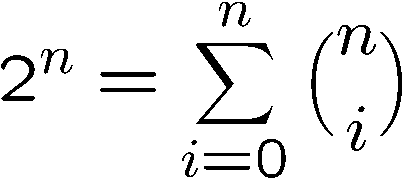 2^n = \sum_{i=0}^{n} \binom{n}{i}